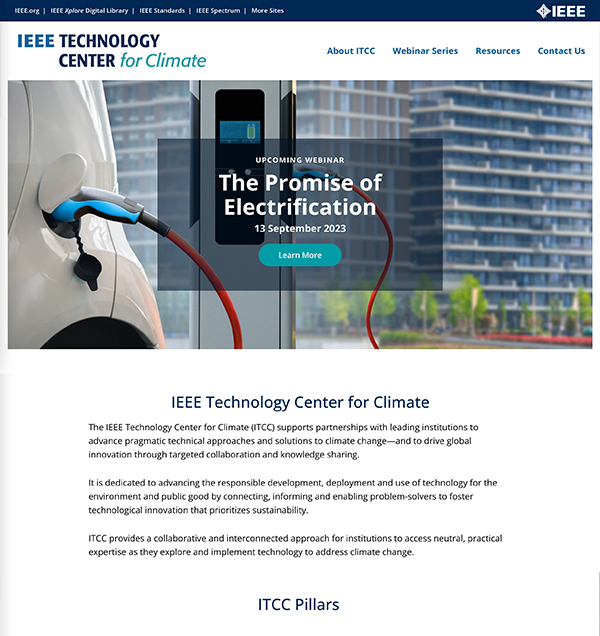 IEEE.org | IEEE Xplore Digital Library | IEEE Standards | IEEE Spectrum | More Sites
IEEE
IEEE TECHNOLOGY
CENTER for Climate
About ITCC Webinar Series Resources Contact Us
UPCOMING WEBINAR
The Promise of
Electrification
13 September 2023
Learn More
IEEE Technology Center for Climate
The IEEE Technology Center for Climate (ITCC) supports partnerships with leading institutions to
advance pragmatic technical approaches and solutions to climate change—and to drive global
innovation through targeted collaboration and knowledge sharing.
It is dedicated to advancing the responsible development, deployment and use of technology for the
environment and public good by connecting, informing and enabling problem-solvers to foster
technological innovation that prioritizes sustainability.
ITCC provides a collaborative and interconnected approach for institutions to access neutral, practical
expertise as they explore and implement technology to address climate change.
ITCC Pillars